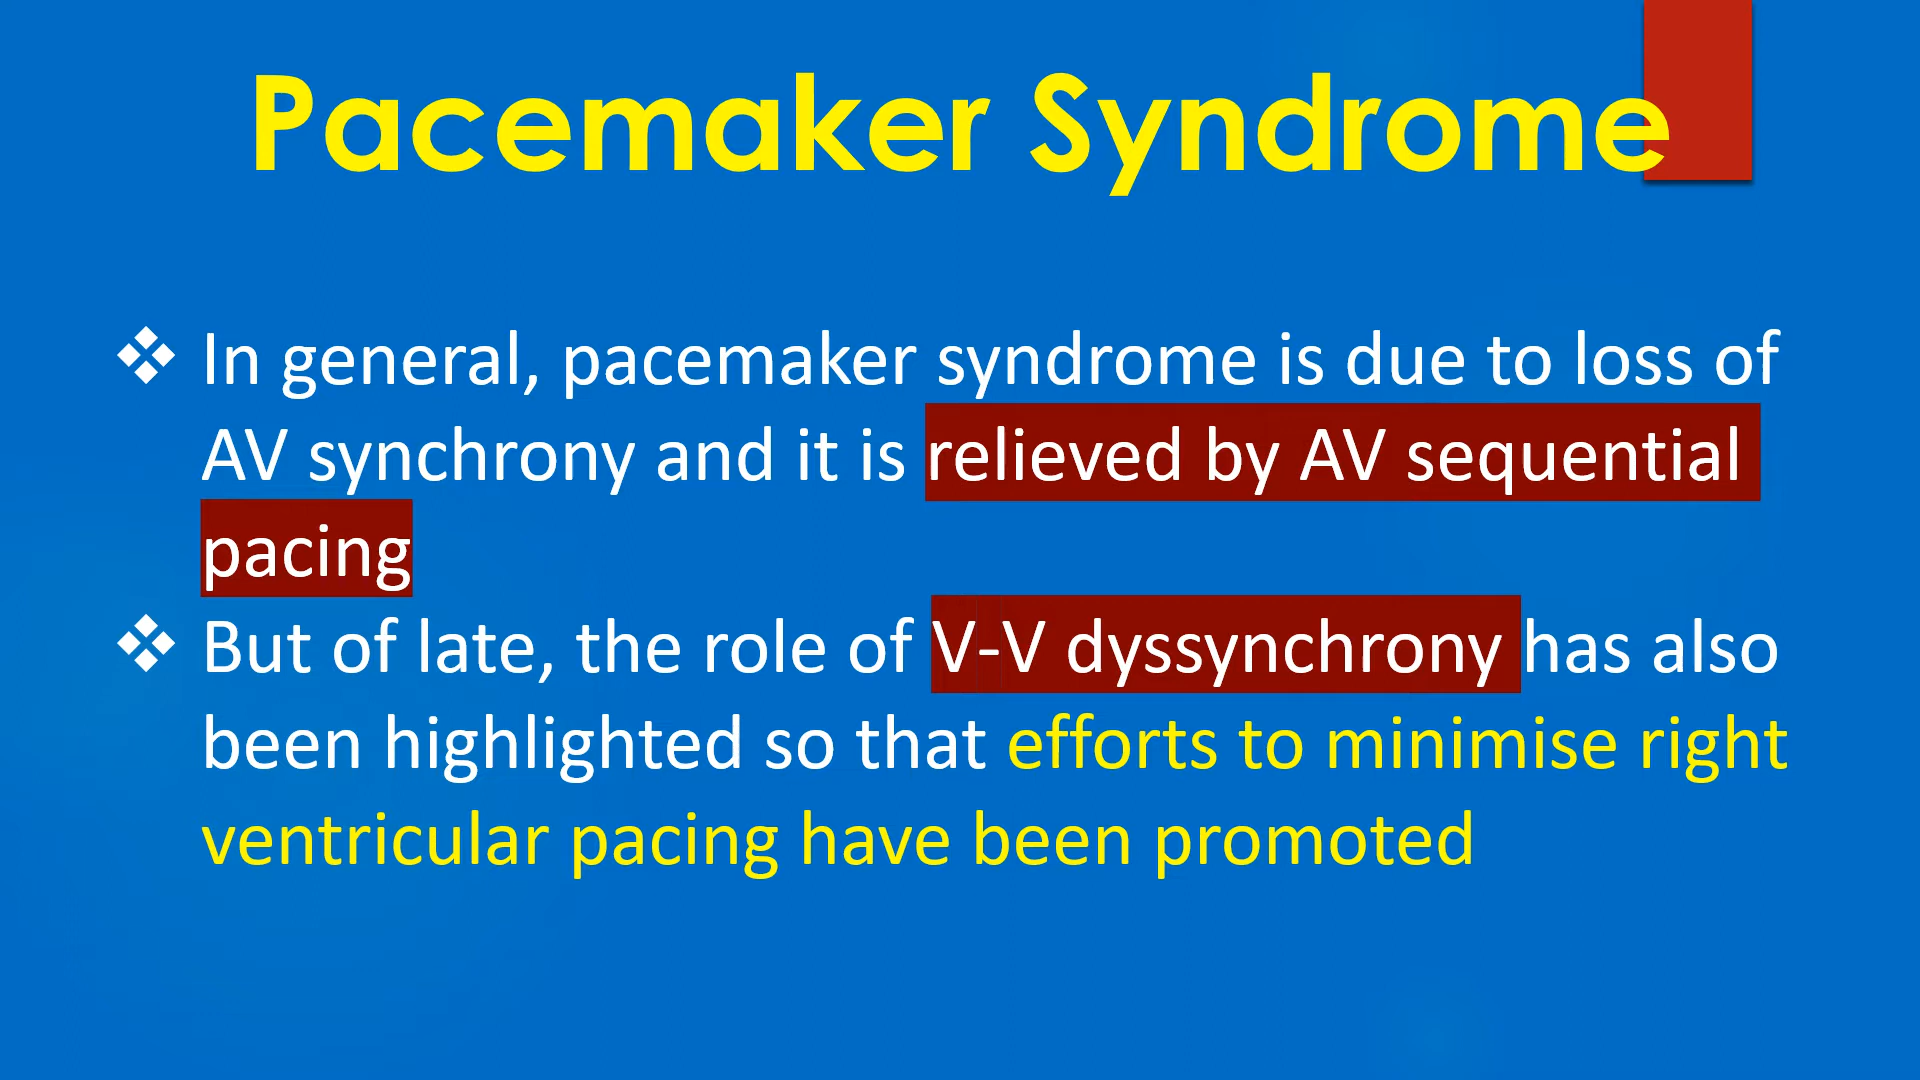 Pacemaker Syndrome
❖ In general, pacemaker syndrome is due to loss of
AV synchrony and it is relieved by AV sequential
pacing
❖ But of late, the role of V-V dyssynchrony has also
been highlighted so that efforts to minimise right
ventricular pacing have been promoted